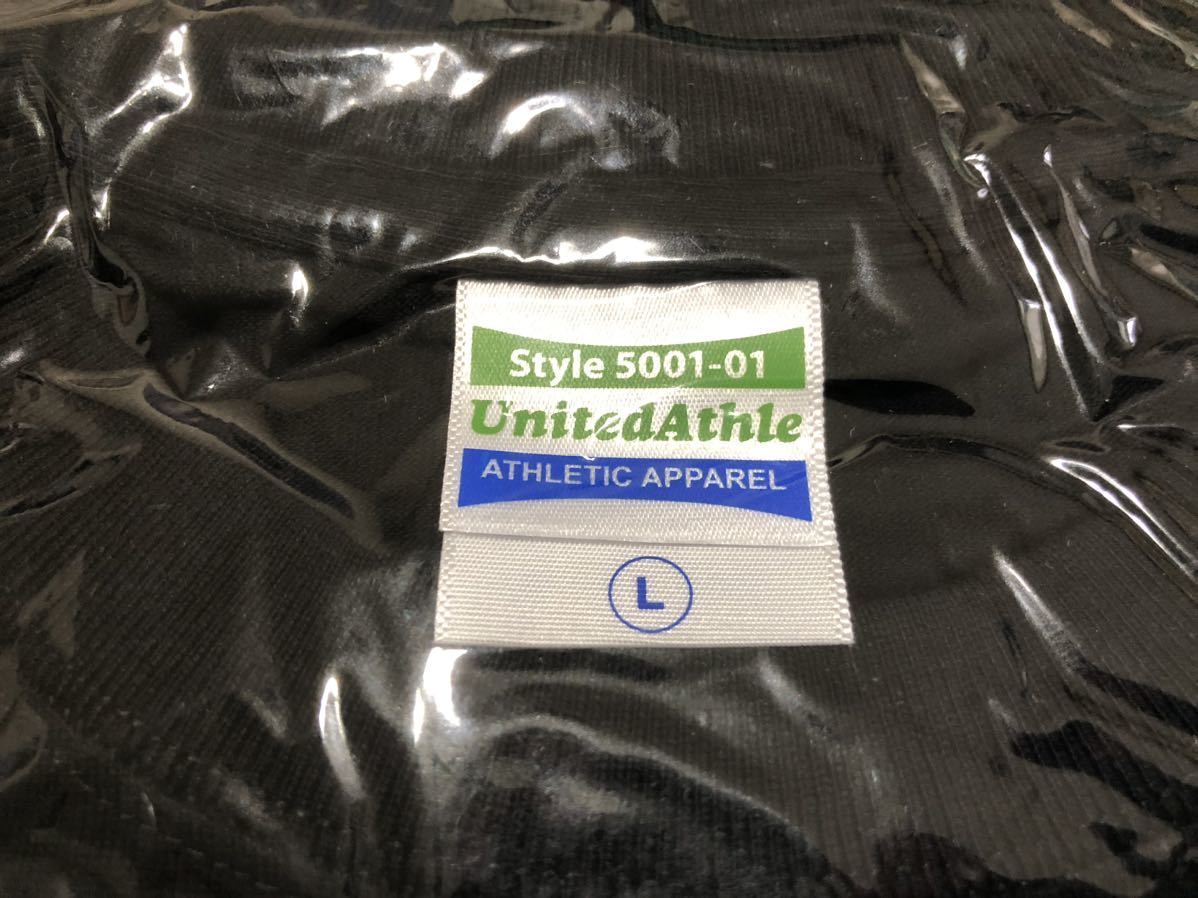 Style 5001-01
UnitedAthle
ATHLETIC APPAREL
L